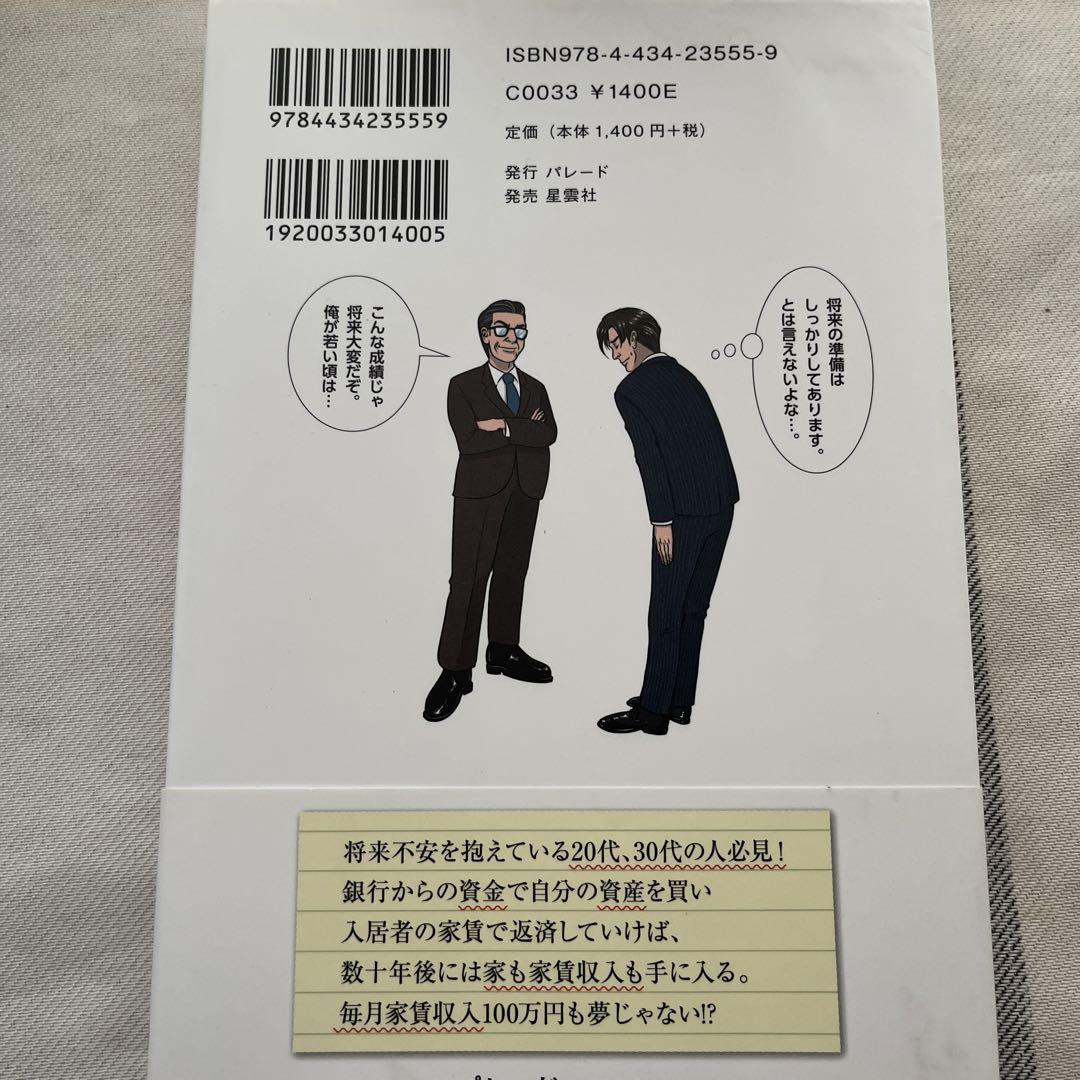 ISBN978-4-434-23555-9
C0033 ¥1400E
定価（本体1,400円＋税）
発行 パレード
発売 星雲社
9784434235559
1920033014005
こんな成績じゃ
将来大変だぞ。
俺が若い頃は…
将来の準備は
しっかりしてあります。
とは言えないよな…。
将来不安を抱えている20代、30代の人必見！
銀行からの資金で自分の資産を買い
入居者の家賃で返済していけば、
数十年後には家も家賃収入も手に入る。
毎月家賃収入100万円も夢じゃない!?